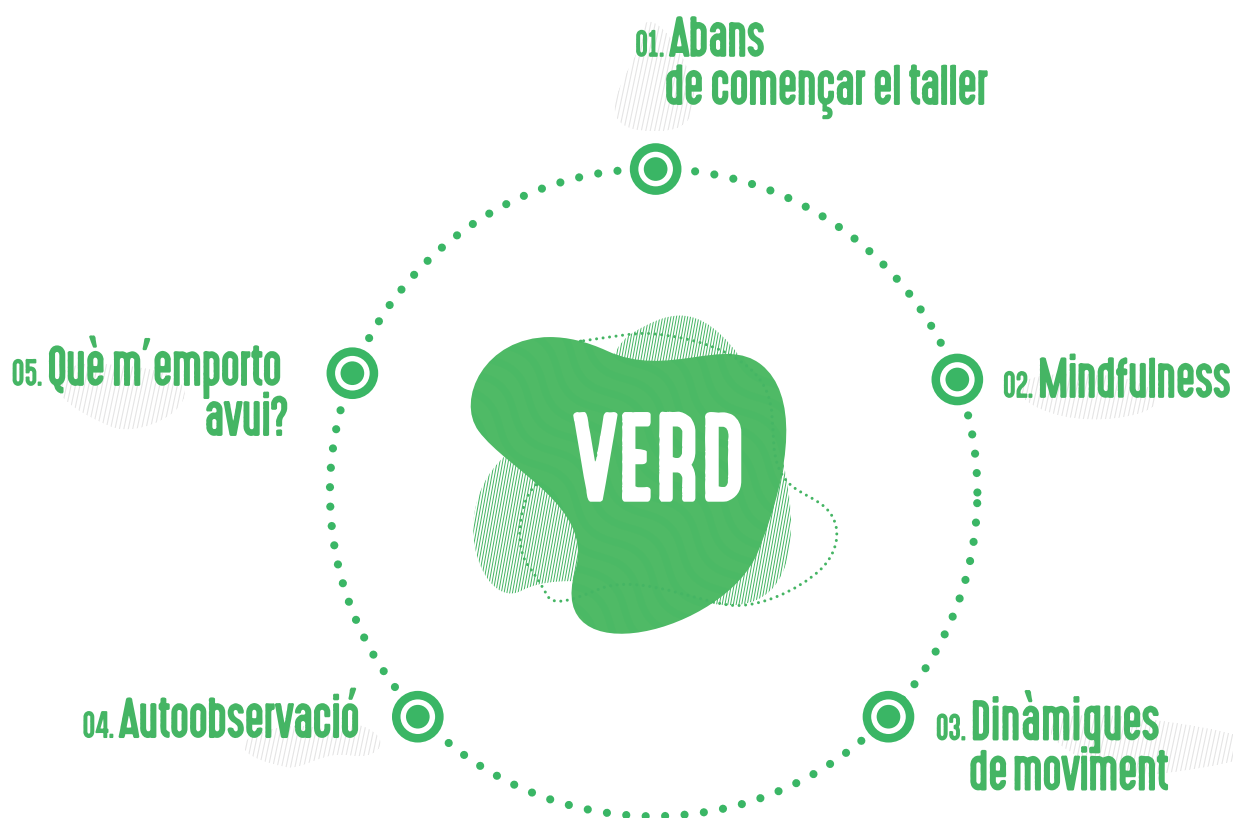 01. Abans
de començar el taller
02. Mindfulness
03. Dinàmiques
de moviment
04. Autoobservació
05. Què m´emporto
avui?
VERD